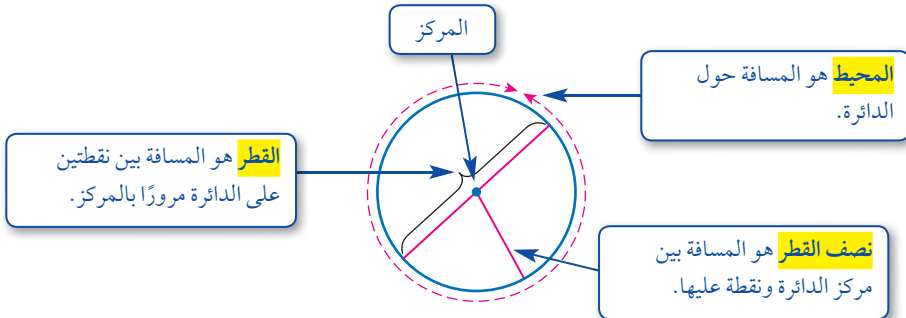 المركز
المحيط هو المسافة حول
الدائرة.
القطر هو المسافة بين نقطتين
على الدائرة مرورًا بالمركز.
نصف القطر هو المسافة بين
مركز الدائرة ونقطة عليها.